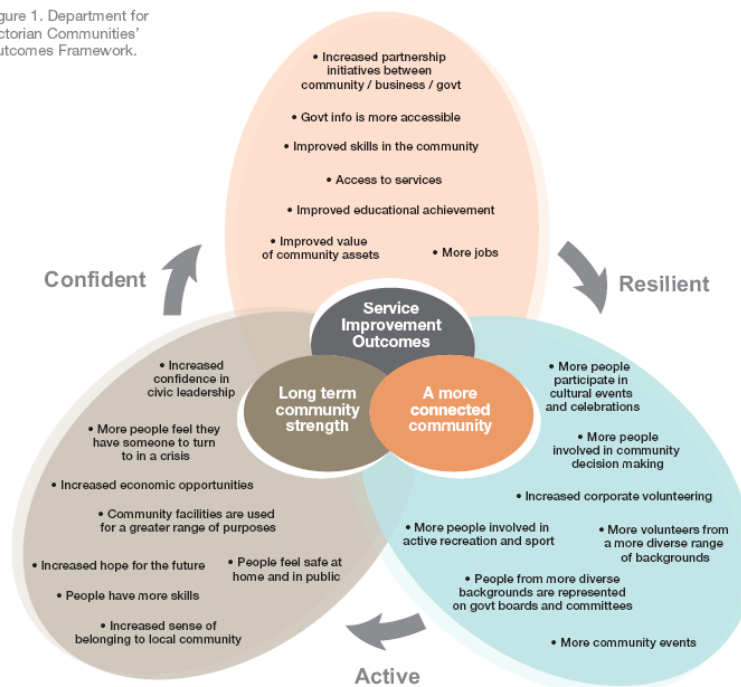 gure 1. Department for
ctorian Communities'
utcomes Framework.
• Increased partnership
initiatives between
community / business / govt
• Govt info is more accessible
• Improved skills in the community
• Access to services
• Improved educational achievement
• Improved value
of community assets
• More jobs
Confident
Resilient
Service
Improvement
Outcomes
Long term
community
strength
A more
connected
community
• Increased
confidence in
civic leadership
• More people feel they
have someone to turn
to in a crisis
• Increased economic opportunities
• Community facilities are used
for a greater range of purposes
• Increased hope for the future
• People feel safe at
home and in public
• People have more skills
• Increased sense of
belonging to local community
• More people
participate in
cultural events
and celebrations
• More people
involved in community
decision making
• Increased corporate volunteering
• More people involved in
active recreation and sport
• More volunteers from
a more diverse range
of backgrounds
• People from more diverse
backgrounds are represented
on govt boards and committees
• More community events
Active